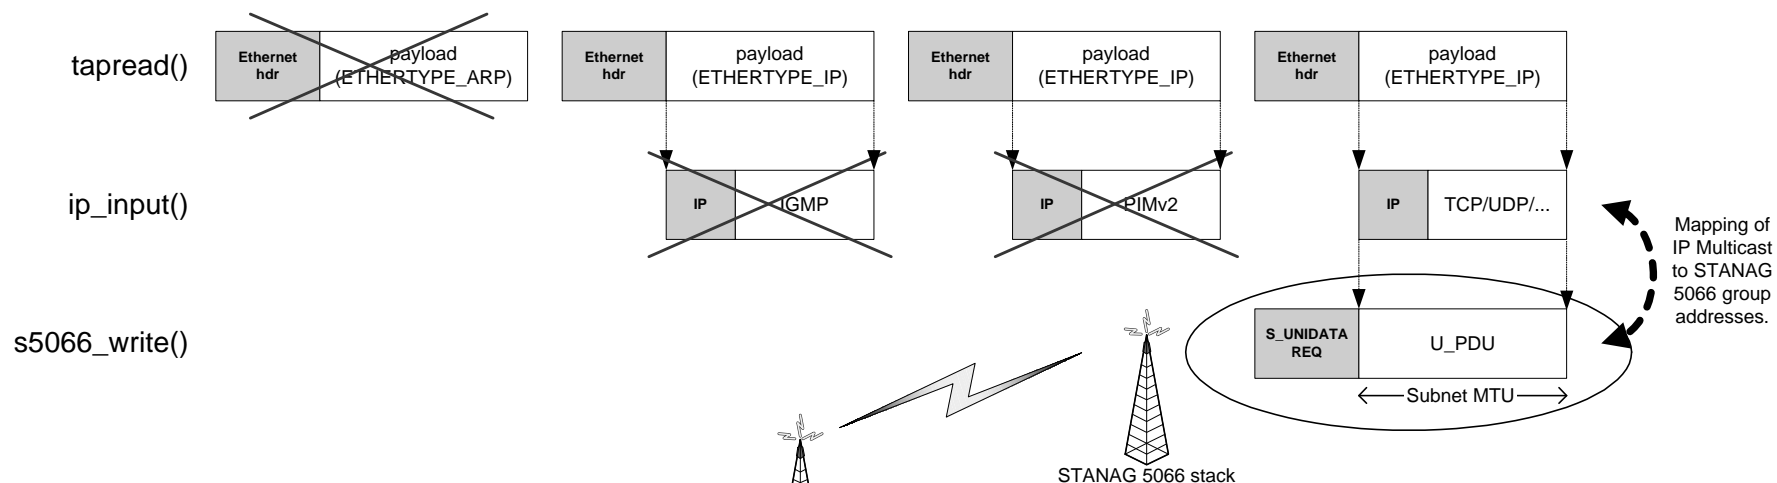 tapread()
Ethernet
hdr
payload
(ETHERTYPE_ARP)
Ethernet
hdr
payload
(ETHERTYPE_IP)
Ethernet
hdr
payload
(ETHERTYPE_IP)
Ethernet
hdr
payload
(ETHERTYPE_IP)
ip_input()
IP
IGMP
IP
PIMv2
IP
TCP/UDP/...
Mapping of
IP Multicast
to STANAG
5066 group
addresses.
s5066_write()
S_UNIDATA
REQ
U_PDU
Subnet MTU
STANAG 5066 stack